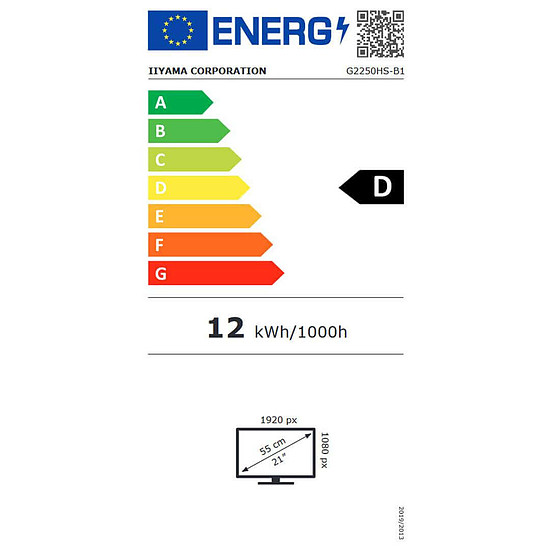 ENERG
IIYAMA CORPORATION G2250HS-B1
A
B
C
D
D
E
F
G
12 kWh/1000h
1920 px
55 cm
21"
1080 px
2019/2013